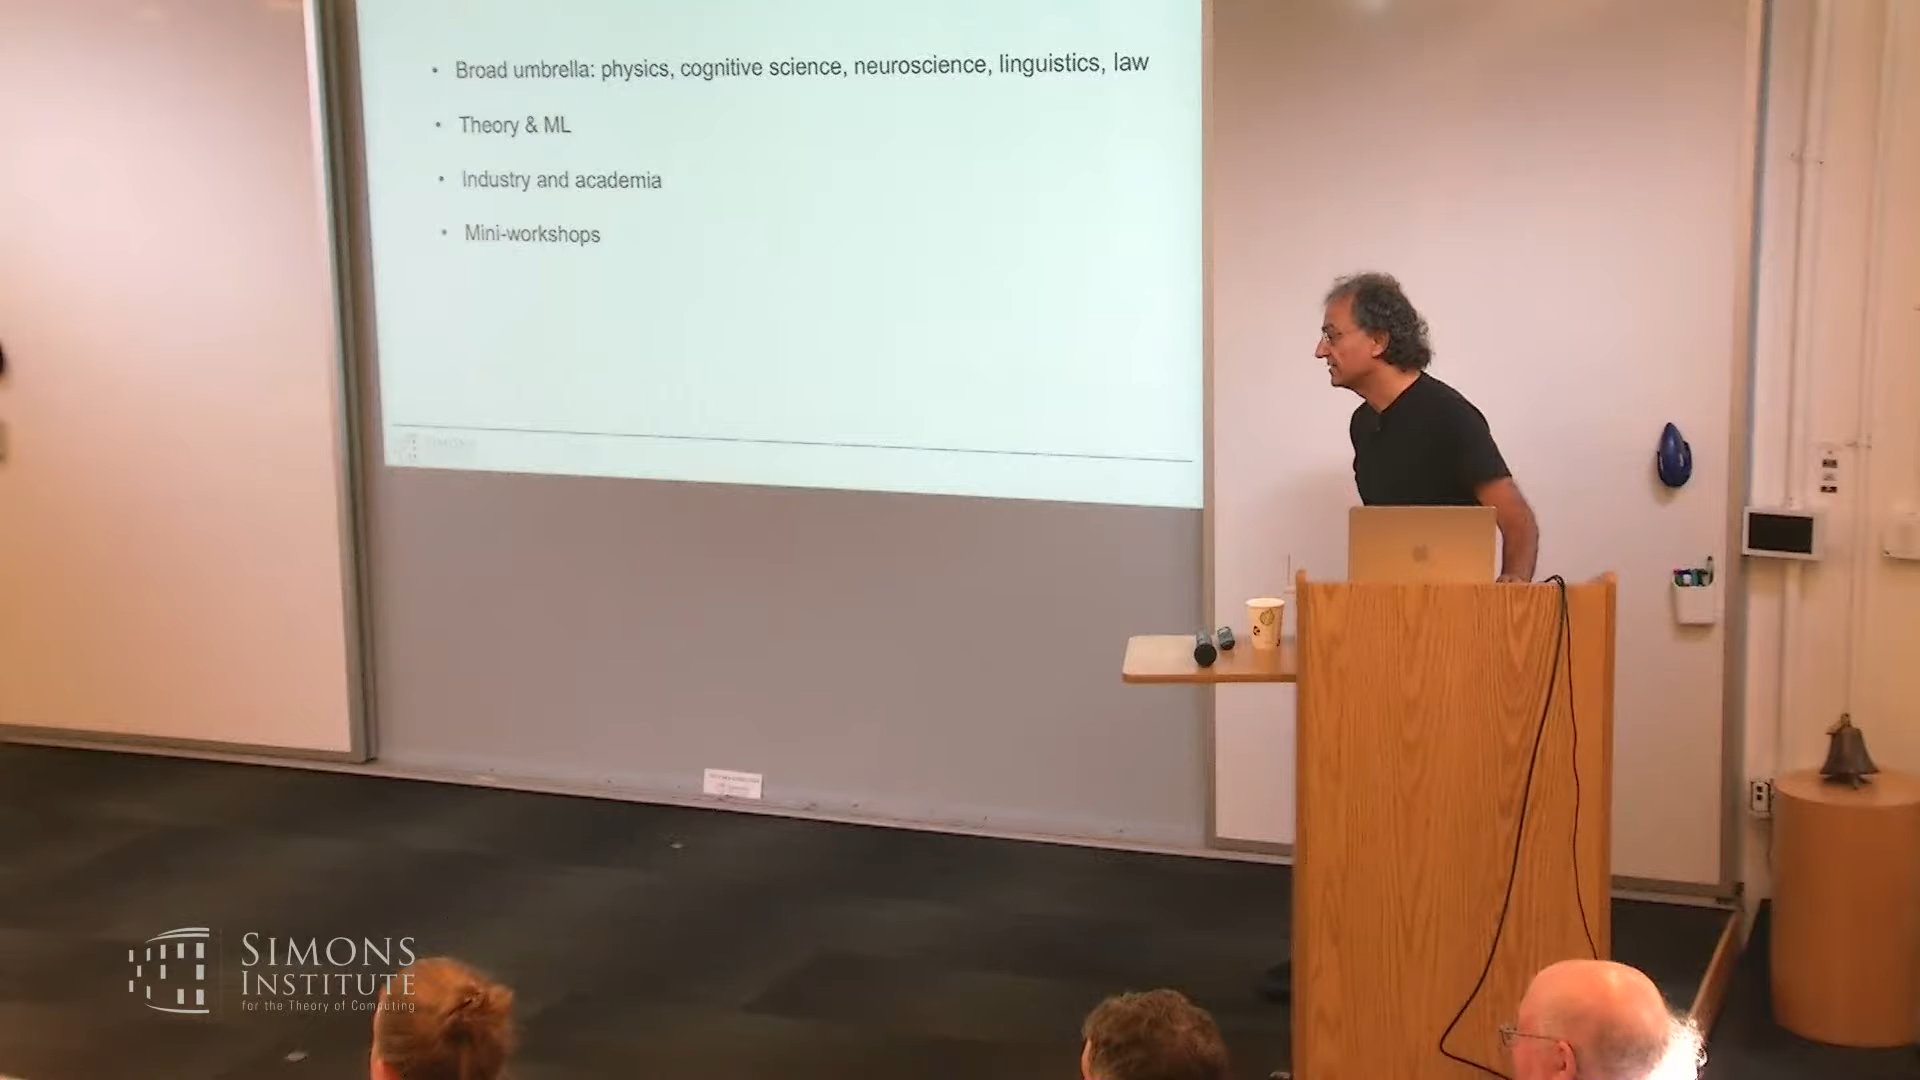 • Broad umbrella: physics, cognitive science, neuroscience, linguistics, law
• Theory & ML
• Industry and academia
• Mini-workshops
SIMONS
SIMONS
INSTITUTE
for the Theory of Computing